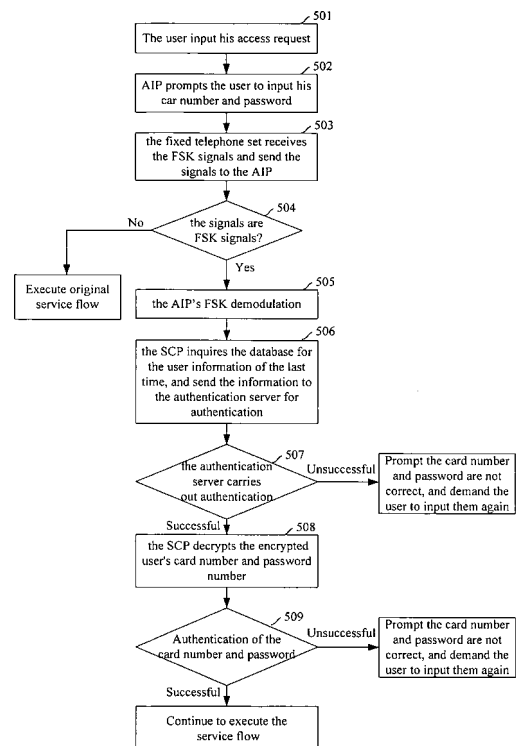 501
The user input his access request
502
AIP prompts the user to input his
car number and password
503
the fixed telephone set receives
the FSK signals and send the
signals to the AIP
504
No
the signals are
FSK signals?
Yes
Execute original
service flow
505
the AIP's FSK demodulation
506
the SCP inquires the database for
the user information of the last
time, and send the information to
the authentication server for
authentication
507
the authentication
server carries
out authentication
Unsuccessful
Prompt the card number
and password are not
correct, and demand the
user to input them again
Successful
508
the SCP decrypts the encrypted
user's card number and password
number
509
Authentication of the
card number and password
Unsuccessful
Prompt the card number
and password are not
correct, and demand the
user to input them again
Successful
Continue to execute the
service flow